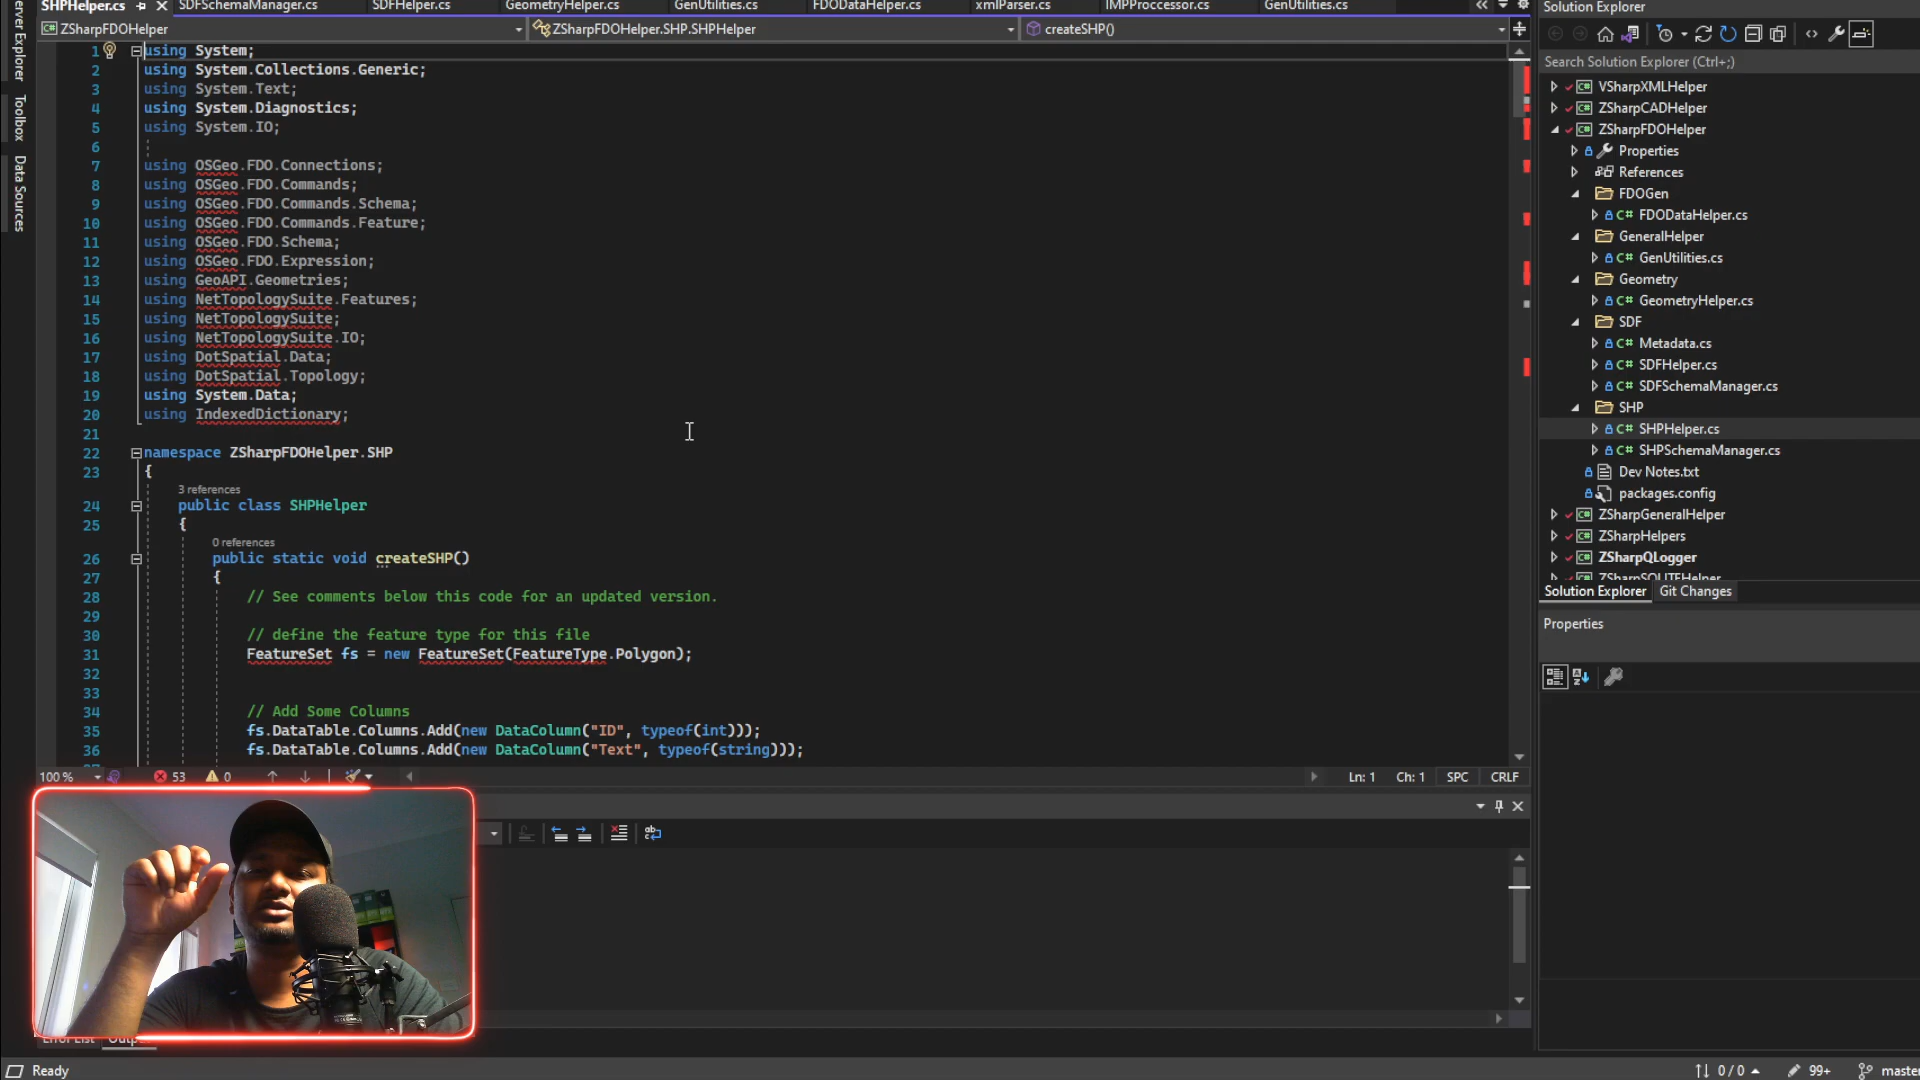 SHPHelper.cs
SDFSchemaManager.cs
SDFHelper.cs
GeometryHelper.cs
GenUtilities.cs
FDODataHelper.cs
xmlParser.cs
IMPProccessor.cs
GenUtilities.cs
Solution Explorer
ZSharpFDOHelper
ZSharpFDOHelper.SHP.SHPHelper
createSHP()
Search Solution Explorer (Ctrl+;)
Toolbox
Data Sources
1 using System;
2 using System.Collections.Generic;
3 using System.Text;
4 using System.Diagnostics;
5 using System.IO;
6
7 using OSGeo.FDO.Connections;
8 using OSGeo.FDO.Commands;
9 using OSGeo.FDO.Commands.Schema;
10 using OSGeo.FDO.Commands.Feature;
11 using OSGeo.FDO.Schema;
12 using OSGeo.FDO.Expression;
13 using GeoAPI.Geometries;
14 using NetTopologySuite.Features;
15 using NetTopologySuite;
16 using NetTopologySuite.IO;
17 using DotSpatial.Data;
18 using DotSpatial.Topology;
19 using System.Data;
20 using IndexedDictionary;
21
22 namespace ZSharpFDOHelper.SHP
23 {
3 references
24 public class SHPHelper
25 {
0 references
26 public static void createSHP()
27 {
28 // See comments below this code for an updated version.
29
30 // define the feature type for this file
31 FeatureSet fs = new FeatureSet(FeatureType.Polygon);
32
33
34 // Add Some Columns
35 fs.DataTable.Columns.Add(new DataColumn("ID", typeof(int)));
36 fs.DataTable.Columns.Add(new DataColumn("Text", typeof(string)));
100 %
53
0
Ln: 1
Ch: 1
SPC
CRLF
VSharpXMLHelper
ZSharpCADHelper
ZSharpFDOHelper
Properties
References
FDOGen
C# FDODataHelper.cs
GeneralHelper
C# GenUtilities.cs
Geometry
C# GeometryHelper.cs
SDF
C# Metadata.cs
C# SDFHelper.cs
C# SDFSchemaManager.cs
SHP
C# SHPHelper.cs
C# SHPSchemaManager.cs
Dev Notes.txt
packages.config
ZSharpGeneralHelper
ZSharpHelpers
ZSharpQLogger
ZSharpSQLITEHelper
Solution Explorer
Git Changes
Properties
Error List
Ready
0 / 0
99+